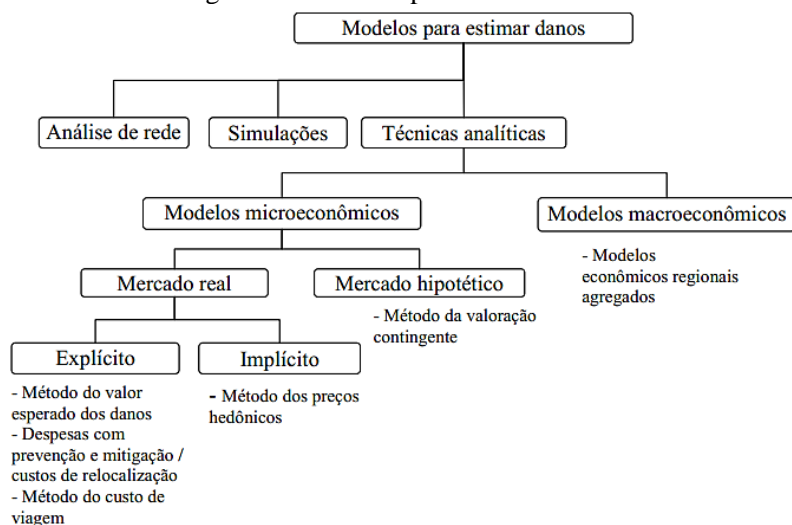 Modelos para estimar danos
Análise de rede
Simulações
Técnicas analíticas
Modelos microeconômicos
Modelos macroeconômicos
- Modelos
econômicos regionais
agregados
Mercado real
Mercado hipotético
- Método da valoração
contingente
Explícito
Implícito
- Método do valor
esperado dos danos
- Despesas com
prevenção e mitigação /
custos de relocalização
- Método do custo de
viagem
- Método dos preços
hedônicos